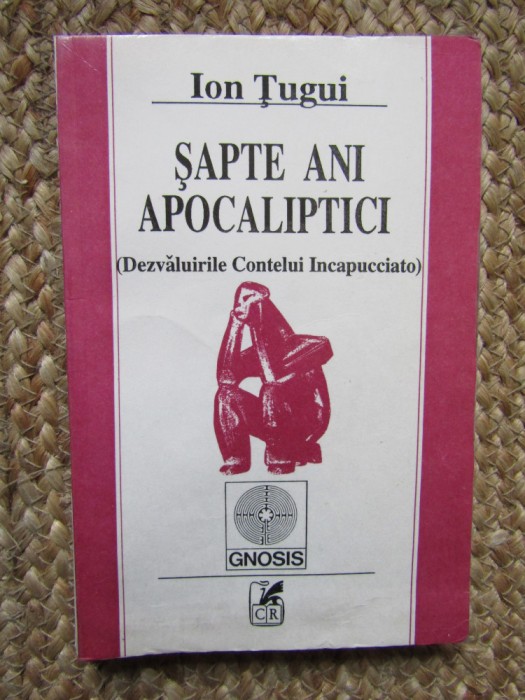 Ion Ţugui
ŞAPTE ANI
APOCALIPTICI
(Dezvăluirile Contelui Incapucciato)
GNOSIS
CR